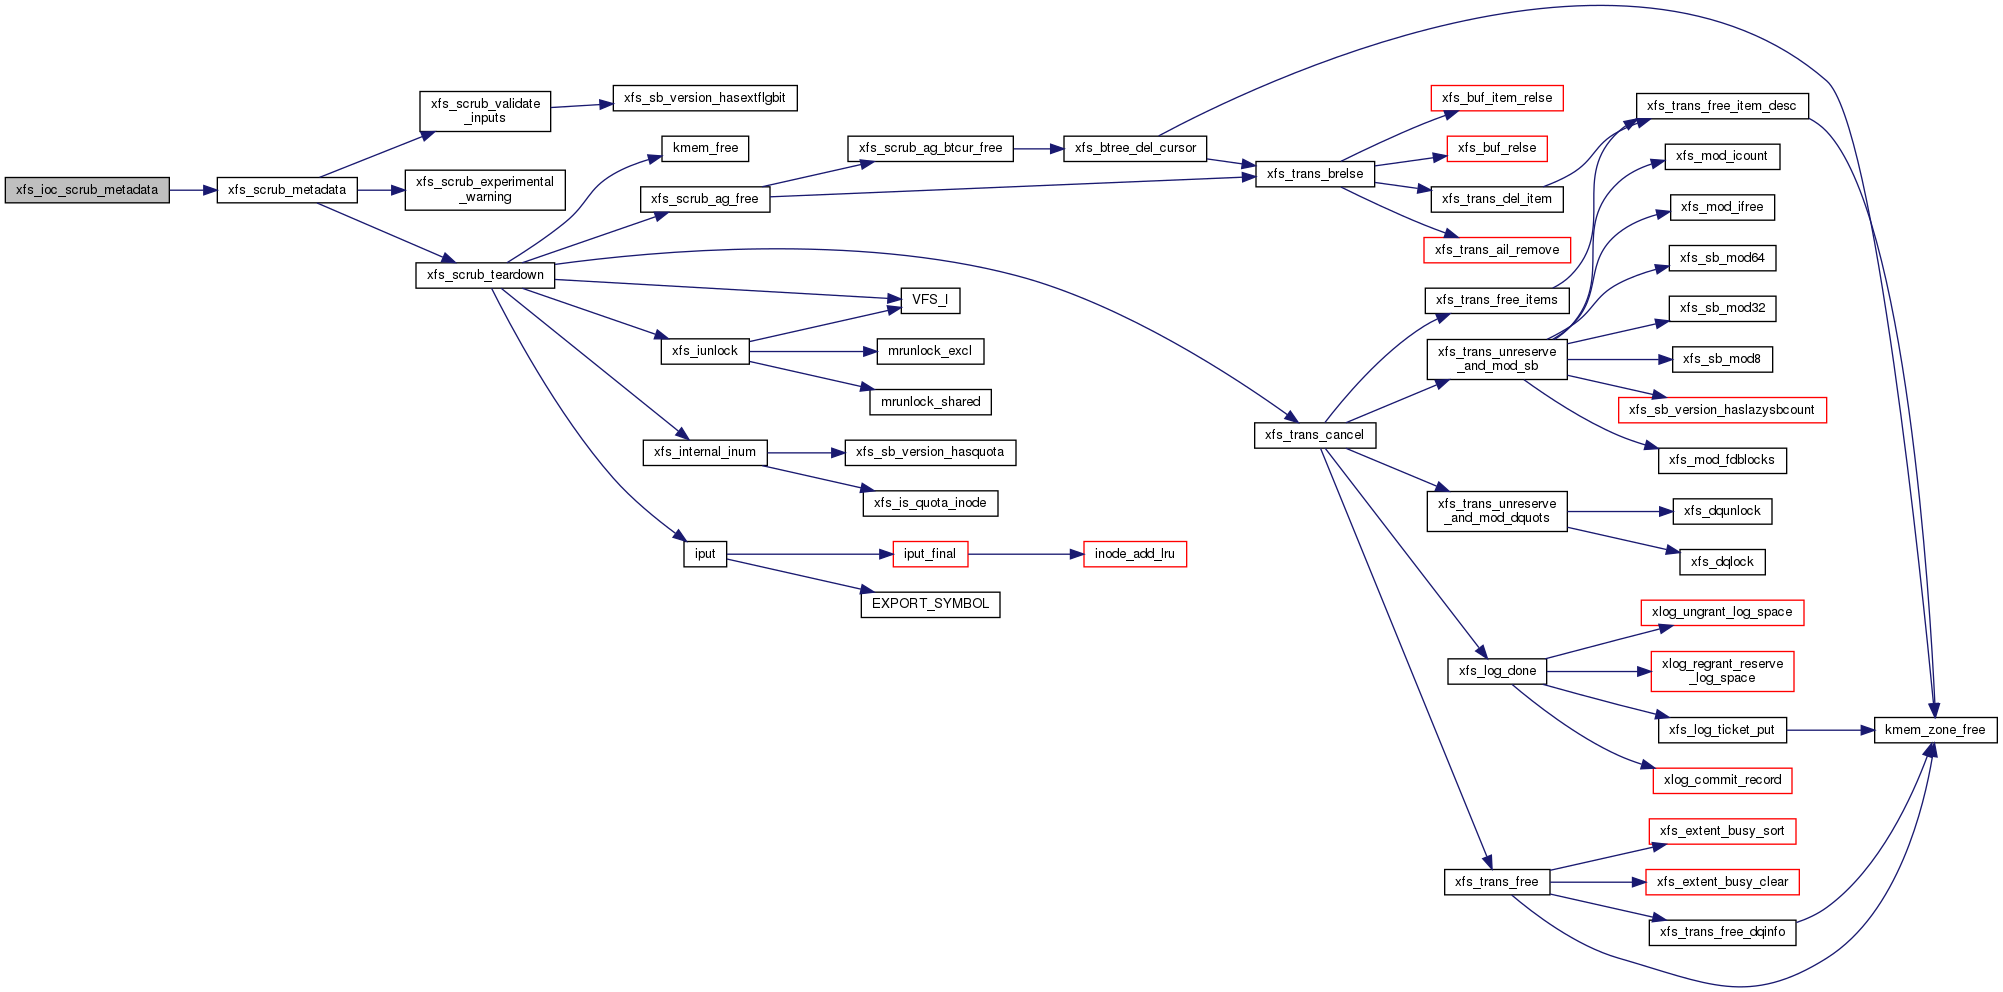 xfs_ioc_scrub_metadata
xfs_scrub_metadata
xfs_scrub_validate
_inputs
xfs_sb_version_hasextflgbit
xfs_scrub_experimental
_warning
xfs_scrub_teardown
kmem_free
xfs_scrub_ag_free
xfs_scrub_ag_btcur_free
xfs_btree_del_cursor
xfs_trans_brelse
xfs_buf_item_relse
xfs_buf_relse
xfs_trans_del_item
xfs_trans_ail_remove
xfs_trans_free_item_desc
VFS_I
xfs_iunlock
mrunlock_excl
mrunlock_shared
xfs_internal_inum
xfs_sb_version_hasquota
xfs_is_quota_inode
iput
iput_final
inode_add_lru
EXPORT_SYMBOL
xfs_trans_cancel
xfs_trans_free_items
xfs_trans_unreserve
_and_mod_sb
xfs_mod_icount
xfs_mod_ifree
xfs_sb_mod64
xfs_sb_mod32
xfs_sb_mod8
xfs_sb_version_haslazysbcount
xfs_mod_fdblocks
xfs_trans_unreserve
_and_mod_dquots
xfs_dqunlock
xfs_dqlock
xfs_log_done
xlog_ungrant_log_space
xlog_regrant_reserve
_log_space
xfs_log_ticket_put
xlog_commit_record
xfs_trans_free
xfs_extent_busy_sort
xfs_extent_busy_clear
xfs_trans_free_dqinfo
kmem_zone_free